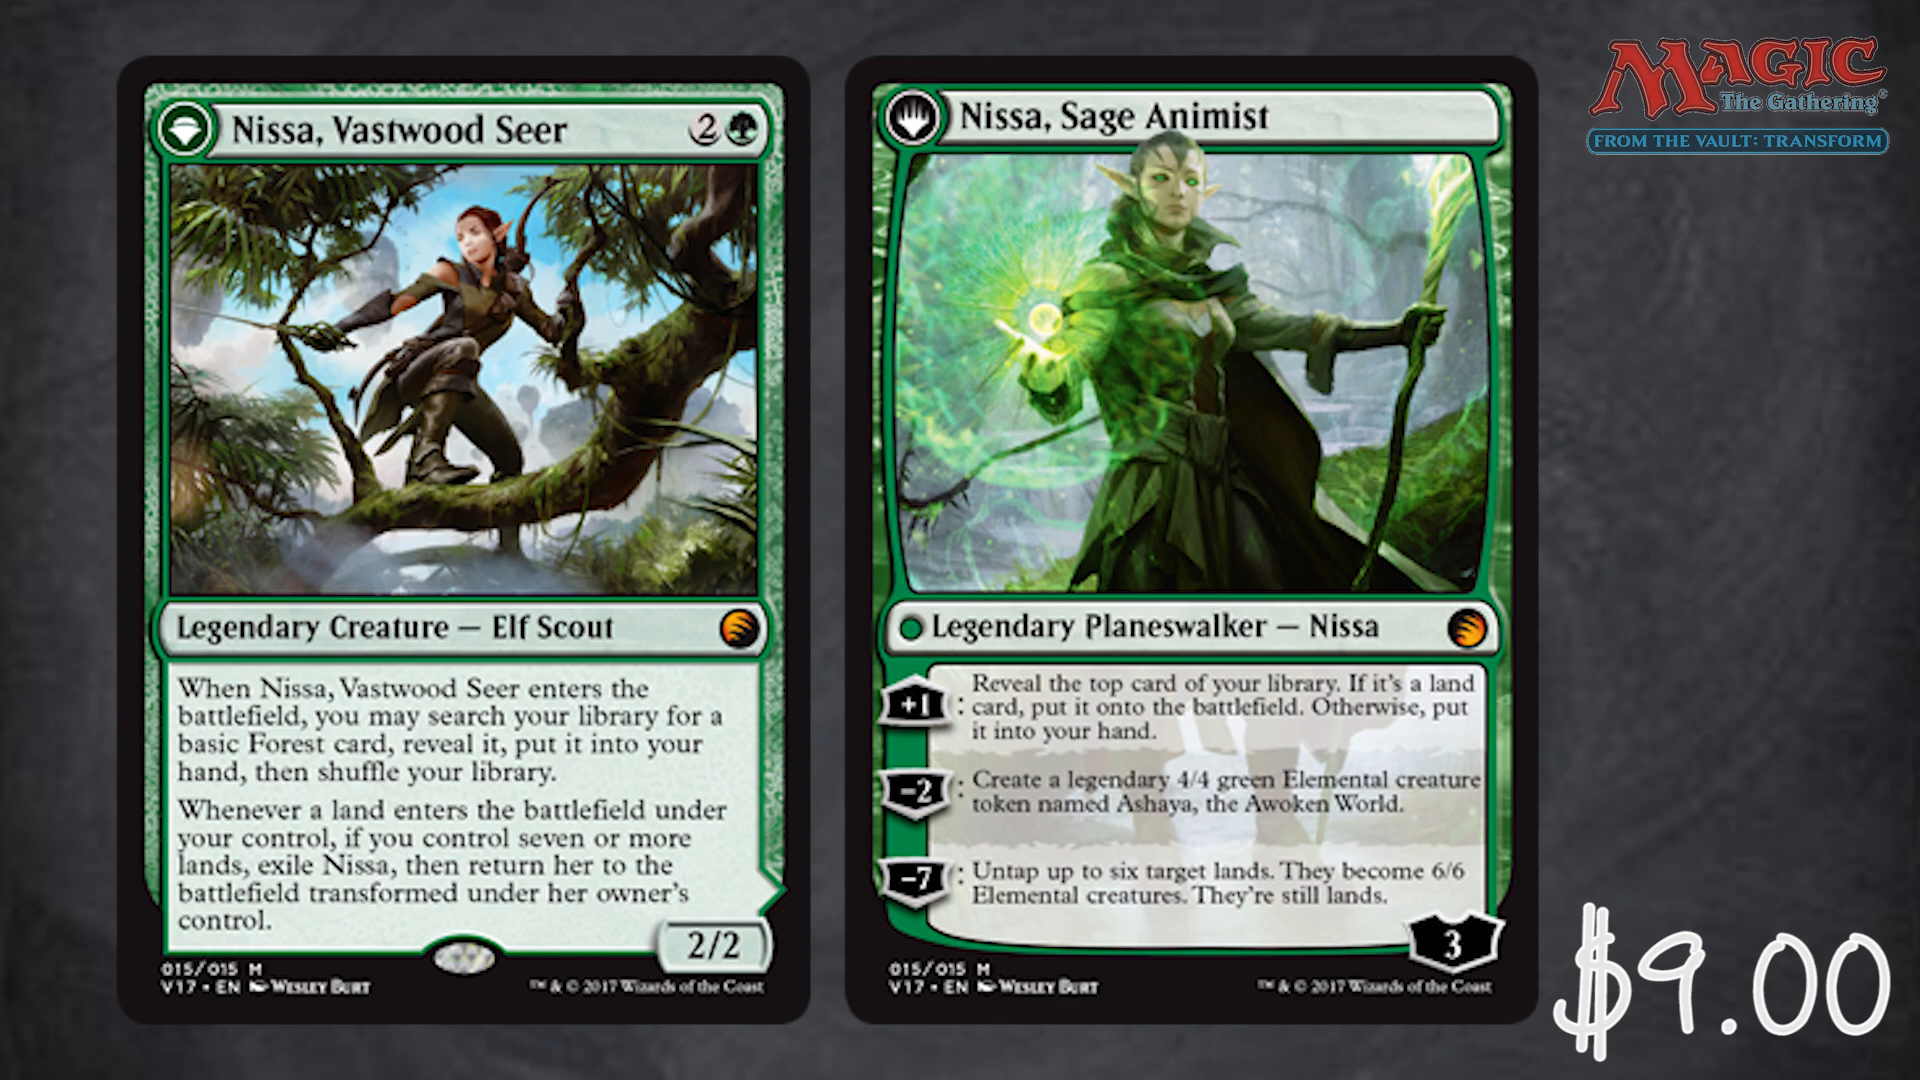 Nissa, Vastwood Seer
2
Legendary Creature — Elf Scout
When Nissa, Vastwood Seer enters the
battlefield, you may search your library for a
basic Forest card, reveal it, put it into your
hand, then shuffle your library.
Whenever a land enters the battlefield under
your control, if you control seven or more
lands, exile Nissa, then return her to the
battlefield transformed under her owner's
control.
2/2
015/015 M
V17 • EN Wesley Burt
™ & © 2017 Wizards of the Coast
Nissa, Sage Animist
Legendary Planeswalker — Nissa
+1: Reveal the top card of your library. If it's a land
card, put it onto the battlefield. Otherwise, put
it into your hand.
−2: Create a legendary 4/4 green Elemental creature
token named Ashaya, the Awoken World.
−7: Untap up to six target lands. They become 6/6
Elemental creatures. They're still lands.
3
015/015 M
V17 • EN Wesley Burt
™ & © 2017 Wizards of the Coast
MAGIC
The Gathering®
FROM THE VAULT: TRANSFORM
$9.00